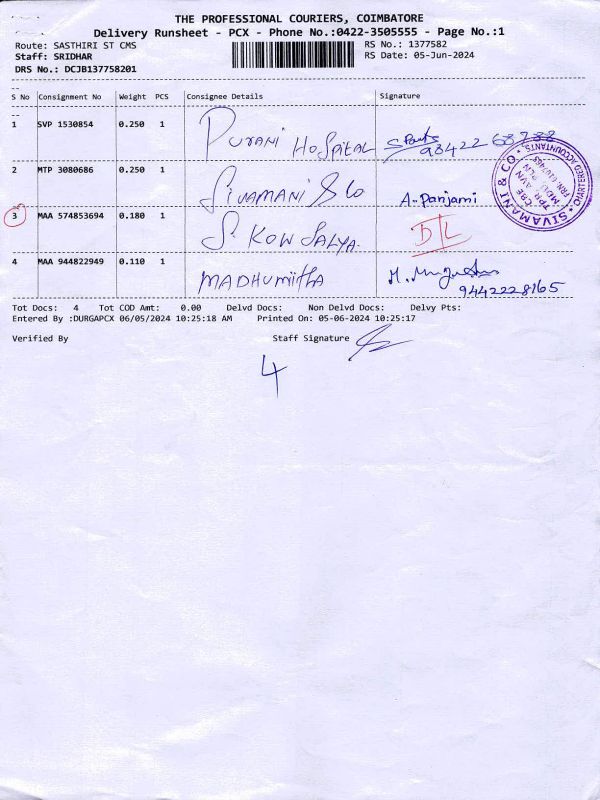 THE PROFESSIONAL COURIERS, COIMBATORE
Delivery Runsheet - PCX - Phone No.:0422-3505555 - Page No.:1
Route: SASTHIRI ST CMS RS No.: 1377582
Staff: SRIDHAR RS Date: 05-Jun-2024
DRS No.: DCJB137758201
S No Consignment No Weight PCS Consignee Details Signature
1 SVP 1530854 0.250 1 PURANI HoSPITAL
2 MTP 3080686 0.250 1 SIVAMANI & Co A. Panjami
3 MAA 574853694 0.180 1 S. KOWSALYA.
4 MAA 944822949 0.110 1 MADHUMITHA
9442228165
SIVAMANI & CO. CHARTERED ACCOUNTANTS
Tot Docs: 4 Tot COD Amt: 0.00 Delvd Docs: Non Delvd Docs: Delvy Pts:
Entered By :DURGAPCX 06/05/2024 10:25:18 AM Printed On: 05-06-2024 10:25:17
Verified By Staff Signature
4